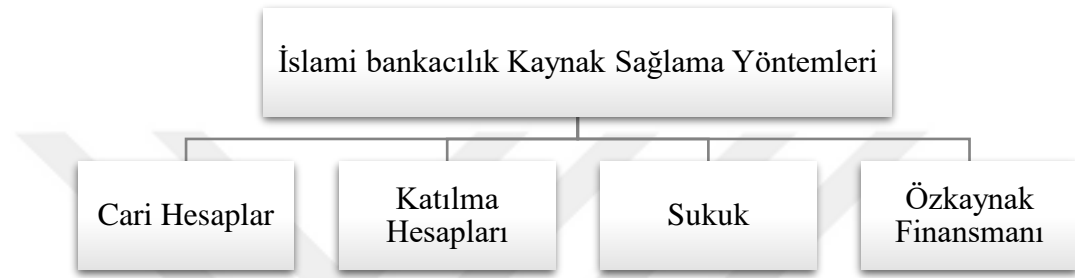 İslami bankacılık Kaynak Sağlama Yöntemleri
Cari Hesaplar
Katılma
Hesapları
Sukuk
Özkaynak
Finansmanı